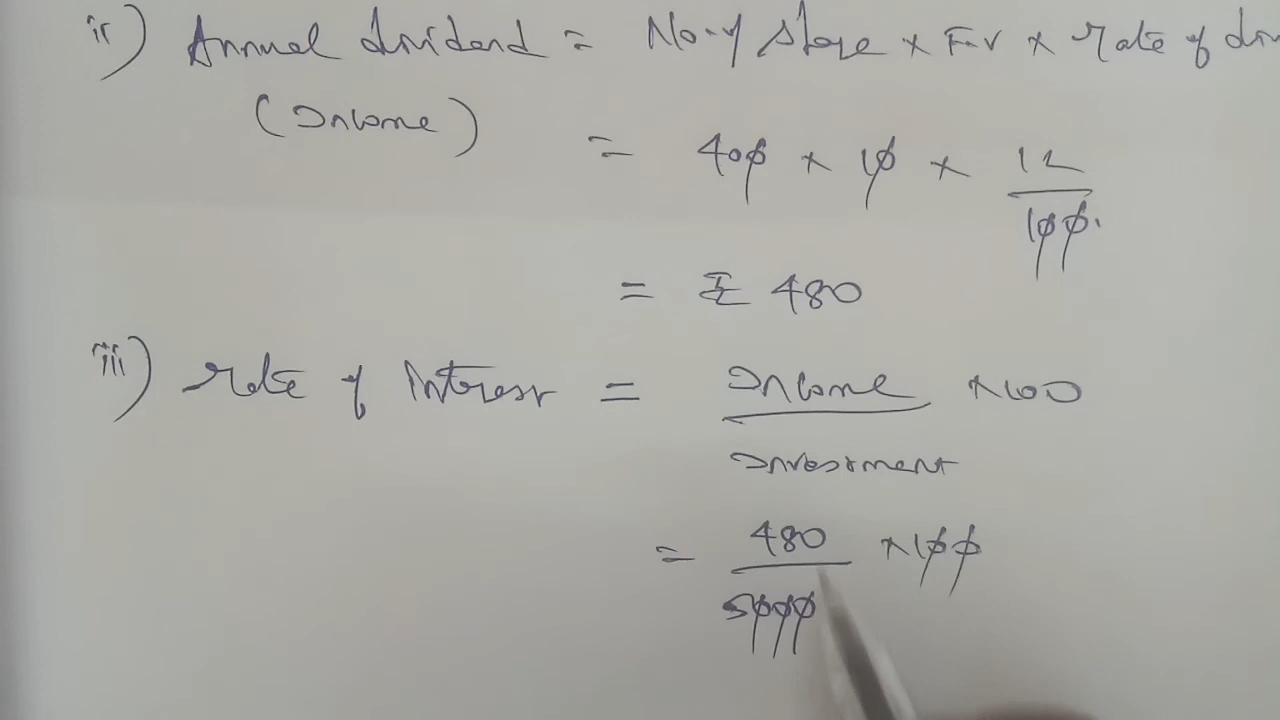 ii) Annual dividend = No. of share × F.V × rate of div
(Income)
= 400 × 10 × 12/100.
= ₹ 480
iii) rate of interest = Income/Investment × 100
= 480/5000 × 100